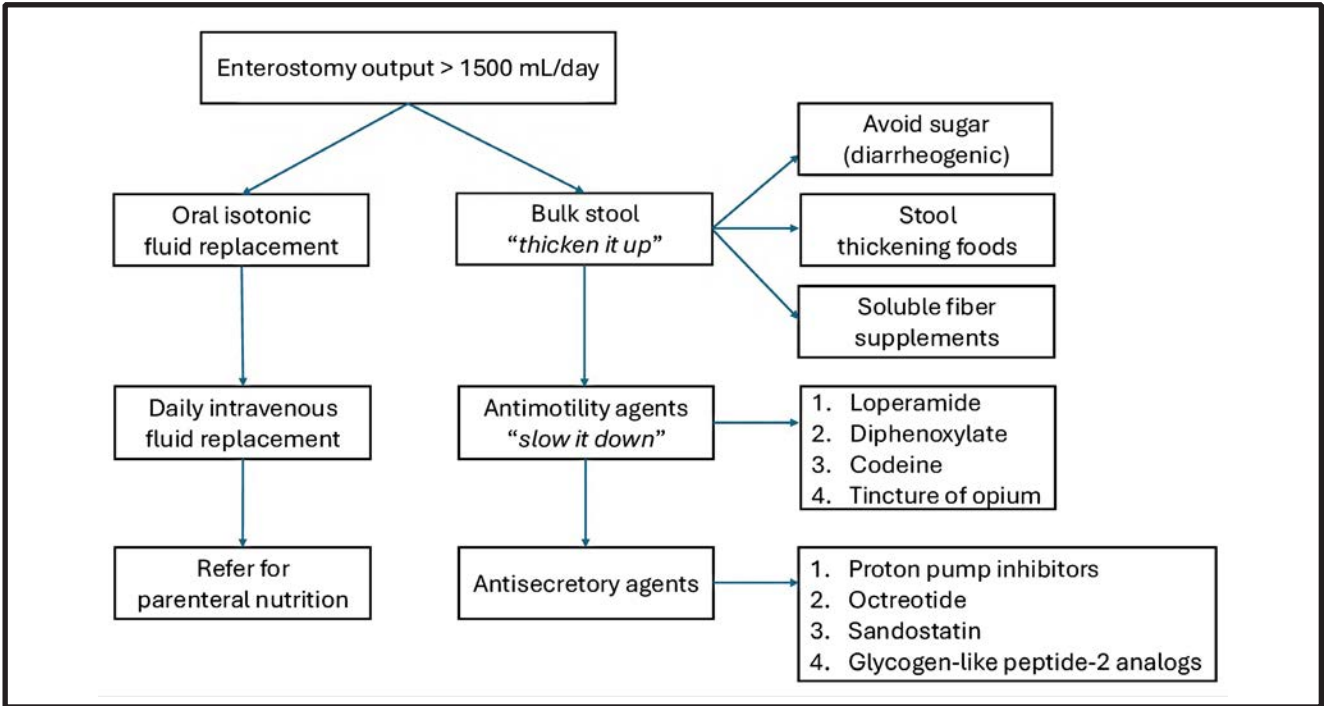 Enterostomy output > 1500 mL/day
Oral isotonic
fluid replacement
Bulk stool
“thicken it up”
Avoid sugar
(diarrheogenic)
Stool
thickening foods
Soluble fiber
supplements
Daily intravenous
fluid replacement
Antimotility agents
“slow it down”
1. Loperamide
2. Diphenoxylate
3. Codeine
4. Tincture of opium
Refer for
parenteral nutrition
Antisecretory agents
1. Proton pump inhibitors
2. Octreotide
3. Sandostatin
4. Glycogen-like peptide-2 analogs